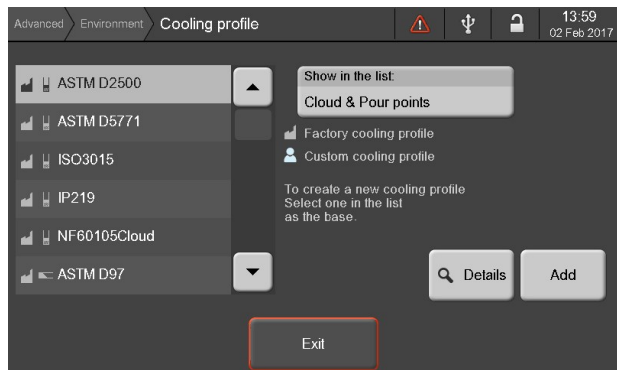 Advanced Environment Cooling profile
13:59
02 Feb 2017
ASTM D2500
ASTM D5771
ISO3015
IP219
NF60105Cloud
ASTM D97
Show in the list:
Cloud & Pour points
Factory cooling profile
Custom cooling profile
To create a new cooling profile
Select one in the list
as the base.
Details
Add
Exit